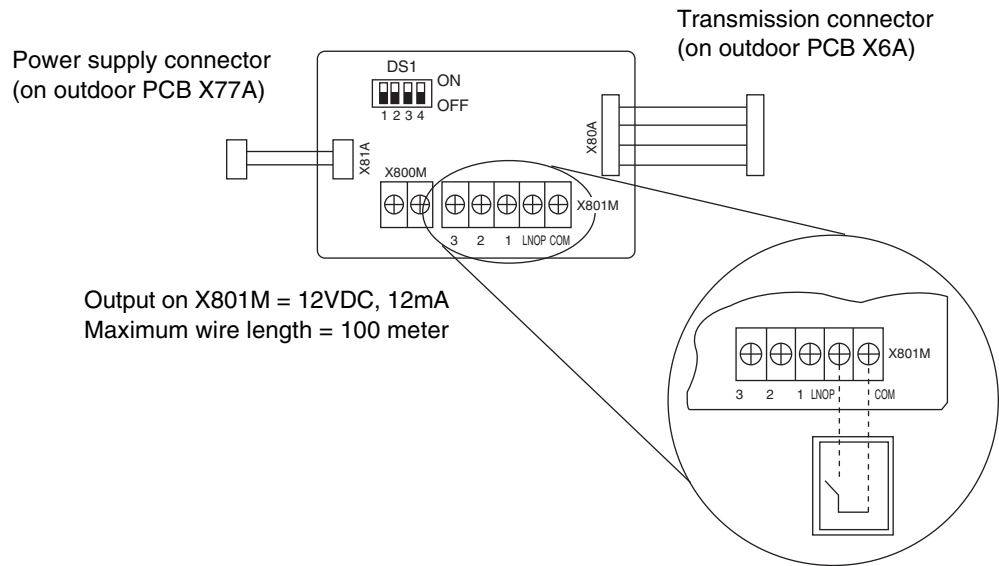 Transmission connector
(on outdoor PCB X6A)
Power supply connector
(on outdoor PCB X77A)
DS1
ON
OFF
1 2 3 4
X81A
X80A
X800M
X801M
3 2 1 LNOP COM
Output on X801M = 12VDC, 12mA
Maximum wire length = 100 meter
X801M
3 2 1 LNOP COM